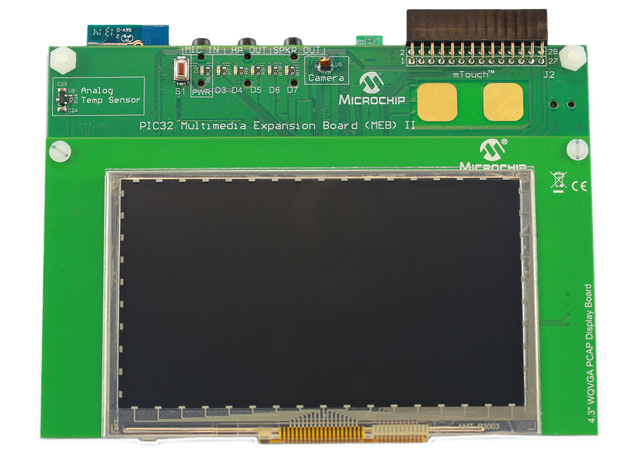 MIC IN HP OUT SPKR OUT
2 28
1 27
mTouch™
J2
S1 PWR D3 D4 D5 D6 D7
Camera
MICROCHIP
C25
Analog
Temp Sensor
C24
PIC32 Multimedia Expansion Board (MEB) II
MICROCHIP
CE
4.3" WQVGA PCAP Display Board